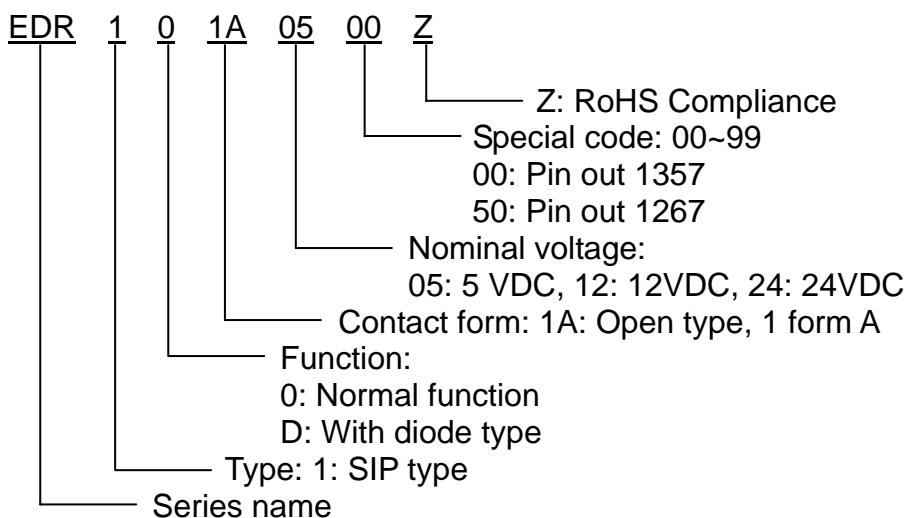 EDR 1 0 1A 05 00 Z
Z: RoHS Compliance
Special code: 00~99
00: Pin out 1357
50: Pin out 1267
Nominal voltage:
05: 5 VDC, 12: 12VDC, 24: 24VDC
Contact form: 1A: Open type, 1 form A
Function:
0: Normal function
D: With diode type
Type: 1: SIP type
Series name